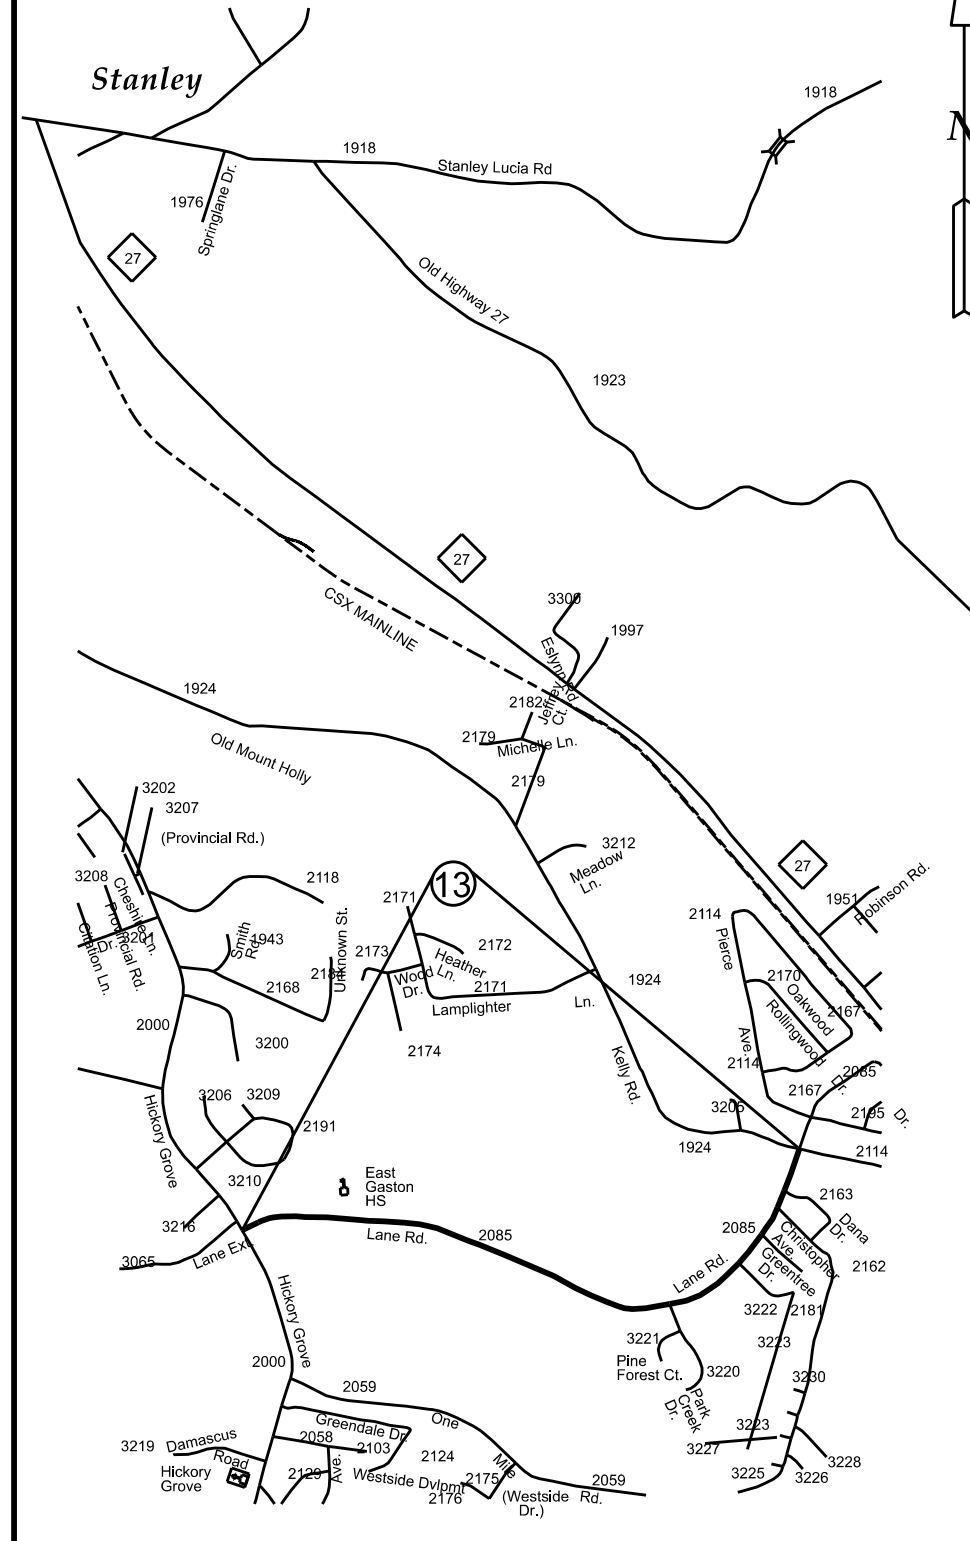 Stanley
1918
1918
Stanley Lucia Rd
1976
Springlane Dr.
27
Old Highway 27
1923
27
CSX MAINLINE
3300
1997
Eslynn Rd.
1924
2182
Jeffrey
Ct.
2179
Michelle Ln.
Old Mount Holly
2179
3202
3207
(Provincial Rd.)
3212
Meadow
Ln.
27
3208
Cheshire Ln.
2118
13
2171
1951
Robinson Rd.
2114
Pierce
Citation Ln.
Dr.
3201
Provincial Rd.
Smith
Rd.
1943
Unknown St.
2173
2172
Heather
Ln.
2184
Wood
Dr.
2171
2168
Lamplighter
Ln.
1924
2170
Oakwood
Rollingwood
2167
2000
3200
2174
Ave.
2114
2085
Dr.
Kelly Rd.
2167
3206
3209
3205
2195
Dr.
Hickory Grove
2191
1924
2114
3210
East
Gaston
HS
2163
3216
Lane Rd.
2085
2085
Dana
Dr.
Christopher
Ave.
3065
Lane Ext.
2162
Lane Rd.
Greentree
Dr.
Hickory Grove
3222
2181
3221
3223
2000
Pine
Forest Ct.
3220
3230
2059
Park
Creek
Dr.
One
Greendale Dr.
3219
Damascus
2058
2103
3223
Road
2124
3227
Mile
3228
Hickory
Grove
2129
Ave.
Westside Dvlpmt
2175
2059
3225
3226
2176
(Westside
Dr.)
Rd.
N